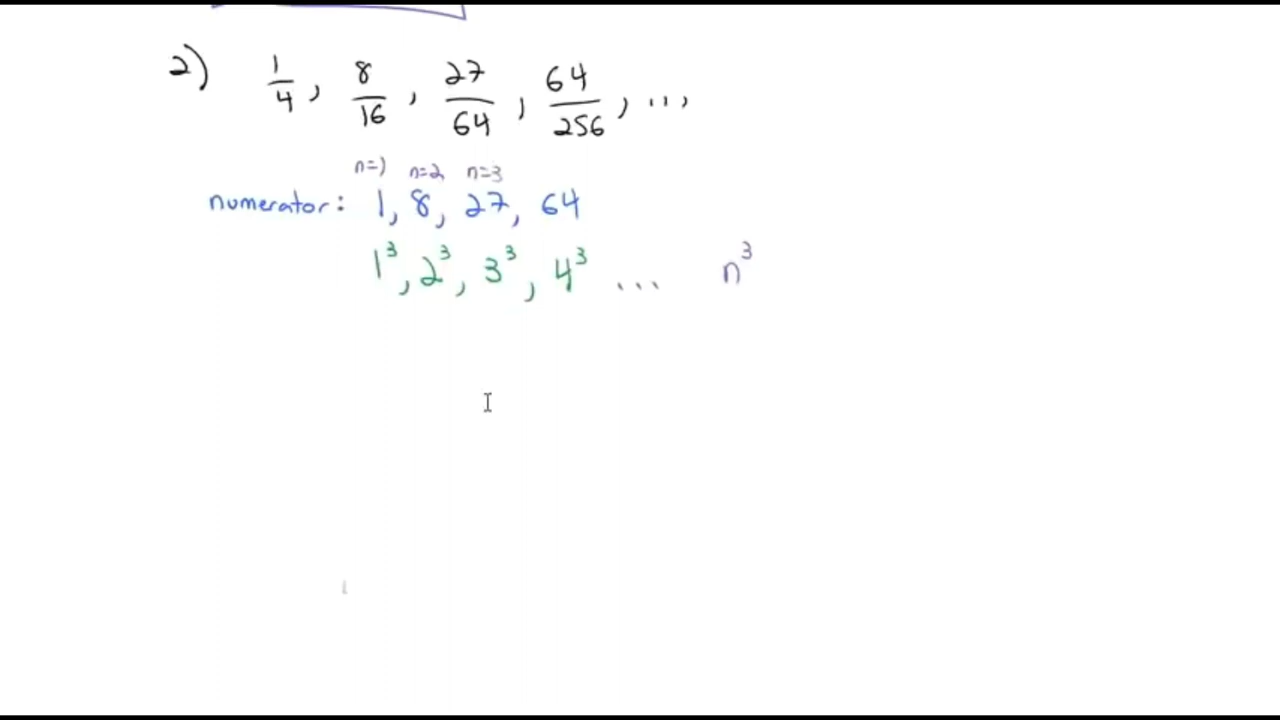 2) 1/4, 8/16, 27/64, 64/256, ...,
n=1 n=2 n=3
numerator: 1, 8, 27, 64
1³, 2³, 3³, 4³ ... n³